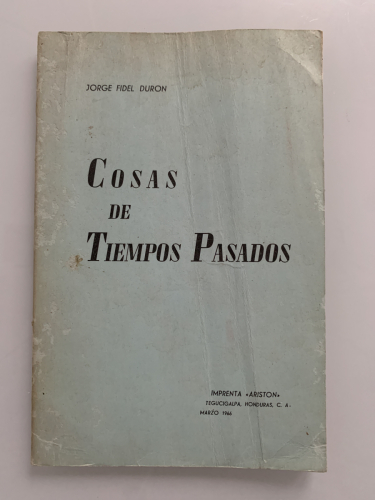 JORGE FIDEL DURON
COSAS
DE
TIEMPOS PASADOS
IMPRENTA «ARISTON»
TEGUCIGALPA, HONDURAS, C. A.
MARZO 1966